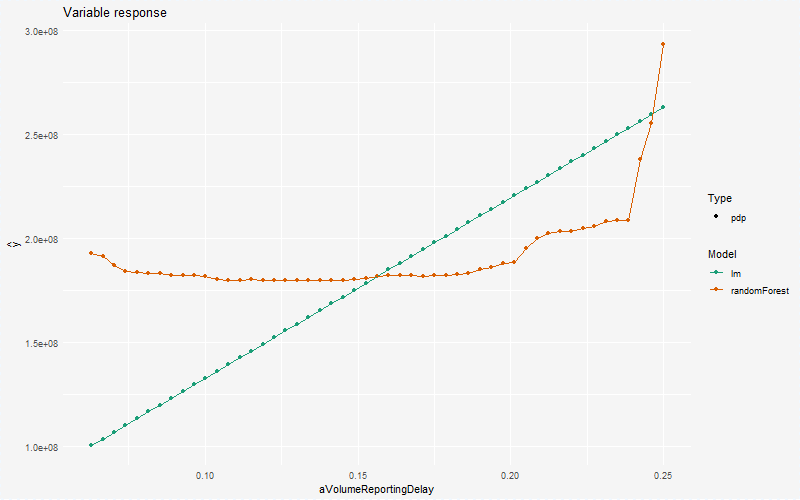 Variable response
3.0e+08
2.5e+08
2.0e+08
1.5e+08
1.0e+08
ŷ
0.10
0.15
0.20
0.25
aVolumeReportingDelay
Type
pdp
Model
lm
randomForest